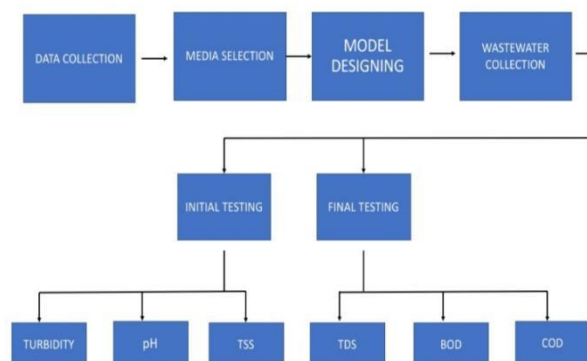 DATA COLLECTION
MEDIA SELECTION
MODEL
DESIGNING
WASTEWATER
COLLECTION
INITIAL TESTING
FINAL TESTING
TURBIDITY
pH
TSS
TDS
BOD
COD